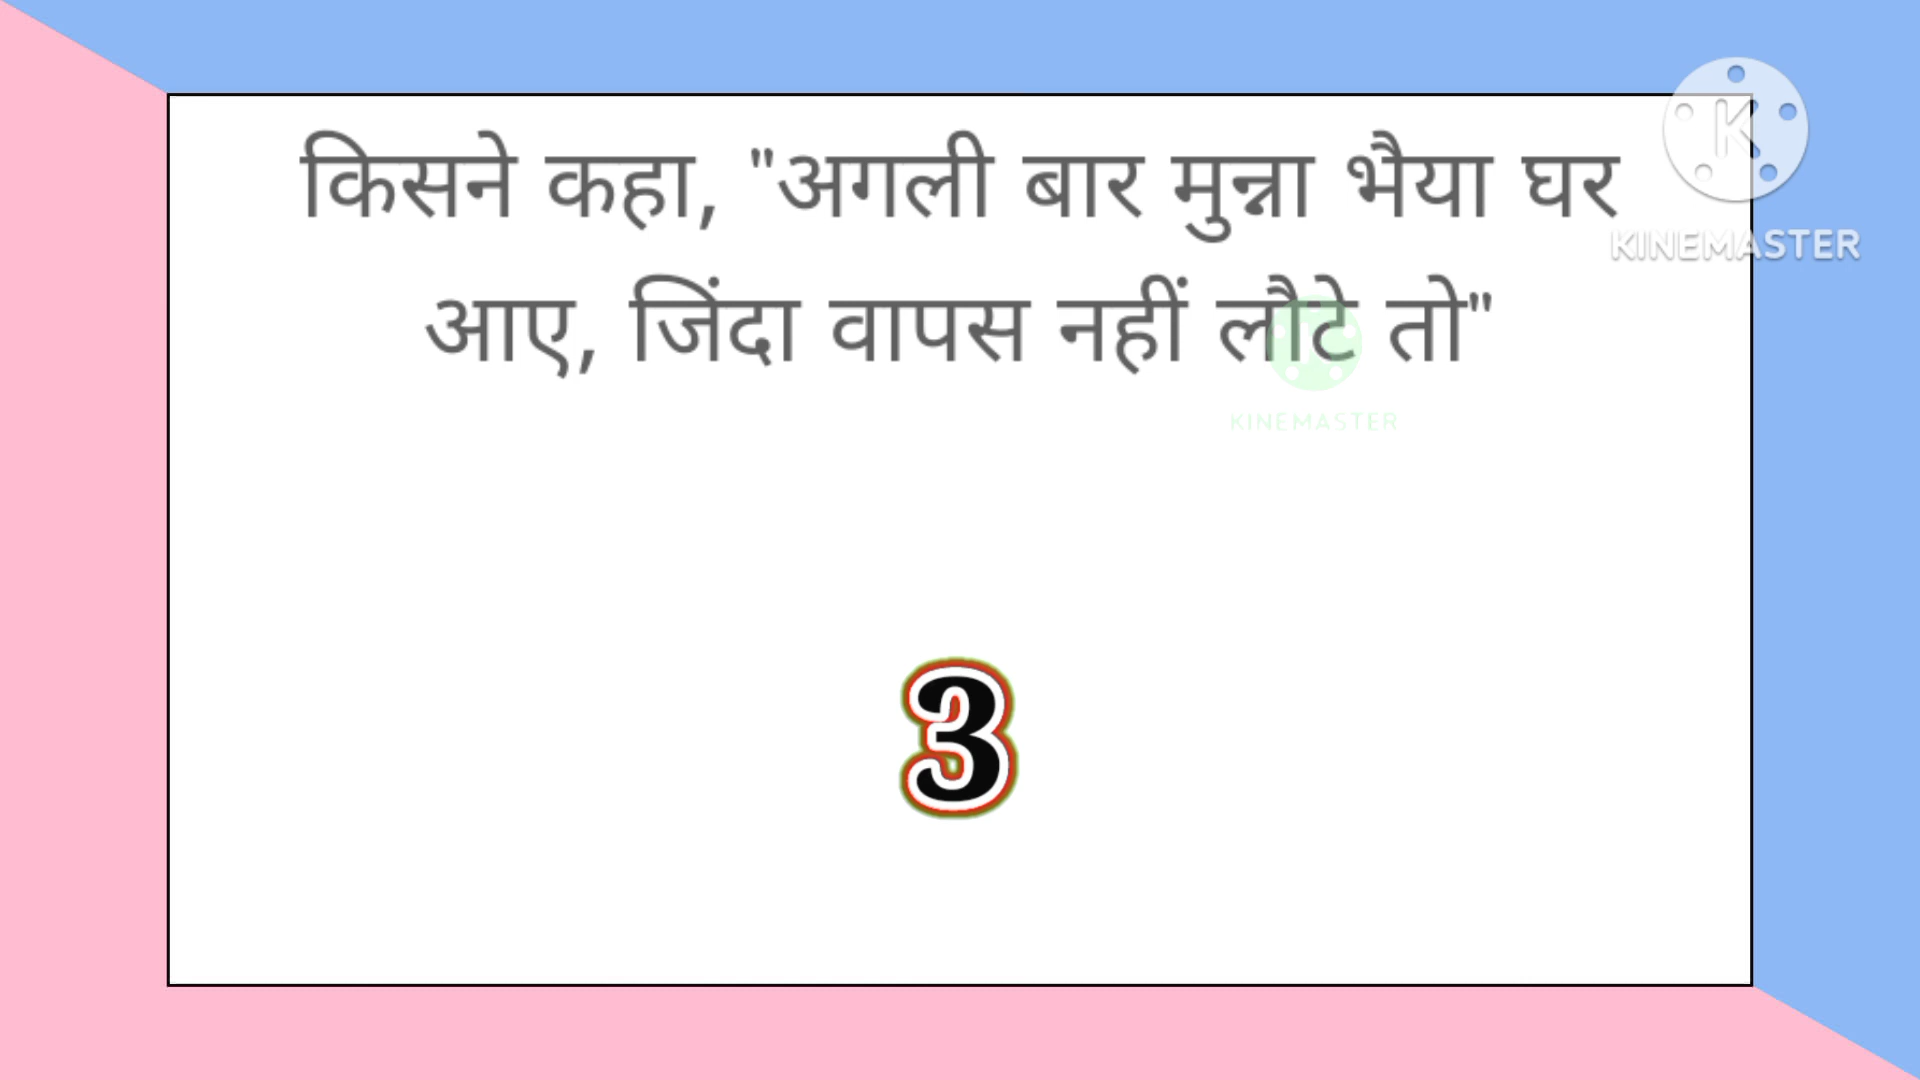 किसने कहा, "अगली बार मुन्ना भैया घर
आए, जिंदा वापस नहीं लौटे तो"
KINEMASTER
KINEMASTER
3